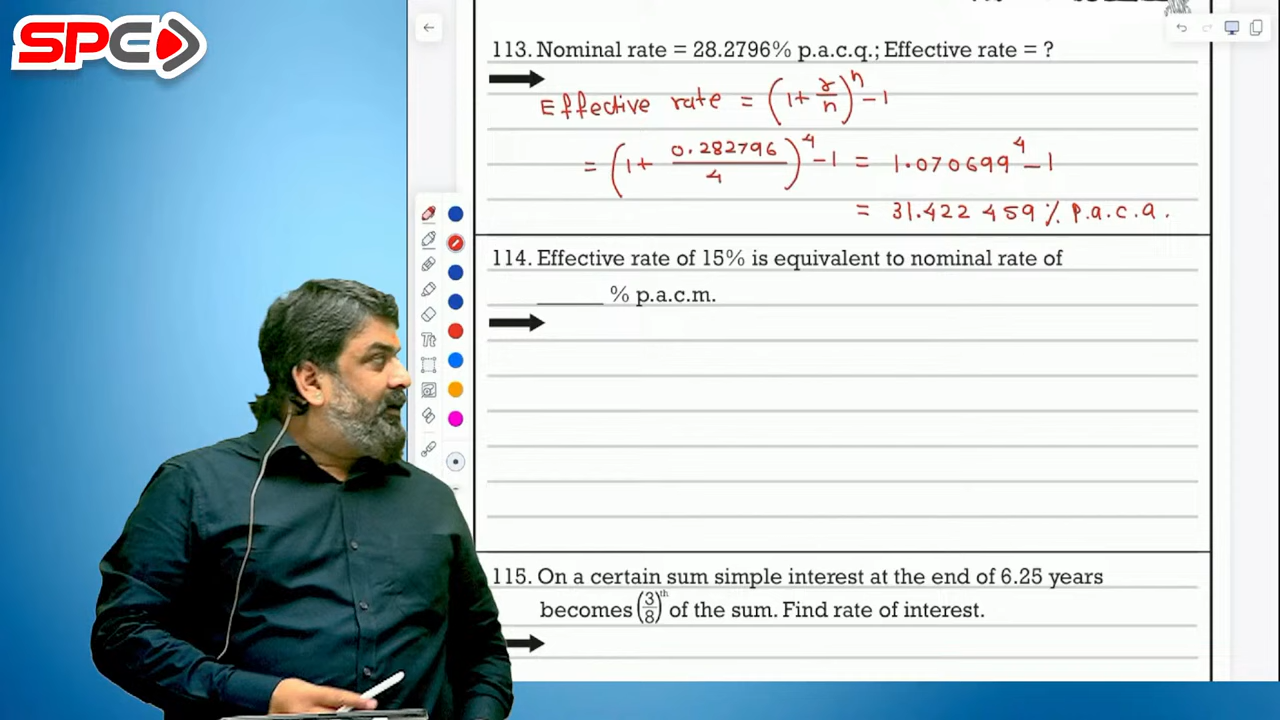 SPC
113. Nominal rate = 28.2796% p.a.c.q.; Effective rate = ?
Effective rate = (1 + r/n)^n - 1
= (1 + 0.282796/4)^4 - 1 = 1.070699^4 - 1
= 31.422459% P.a.c.a.
114. Effective rate of 15% is equivalent to nominal rate of
______ % p.a.c.m.
Tt
115. On a certain sum simple interest at the end of 6.25 years
becomes (3/8)^th of the sum. Find rate of interest.